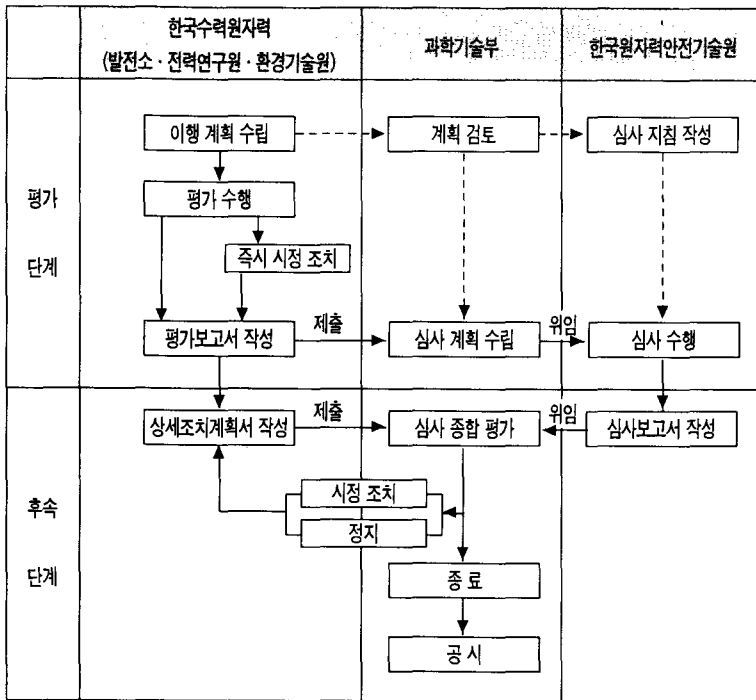 한국수력원자력
(발전소 · 전력연구원 · 환경기술원)
과학기술부
한국원자력안전기술원
평가
단계
이행 계획 수립
계획 검토
심사 지침 작성
평가 수행
즉시 시정 조치
평가보고서 작성
제출
심사 계획 수립
위임
심사 수행
후속
단계
상세조치계획서 작성
제출
심사 종합 평가
위임
심사보고서 작성
시정 조치
정지
종 료
공 시